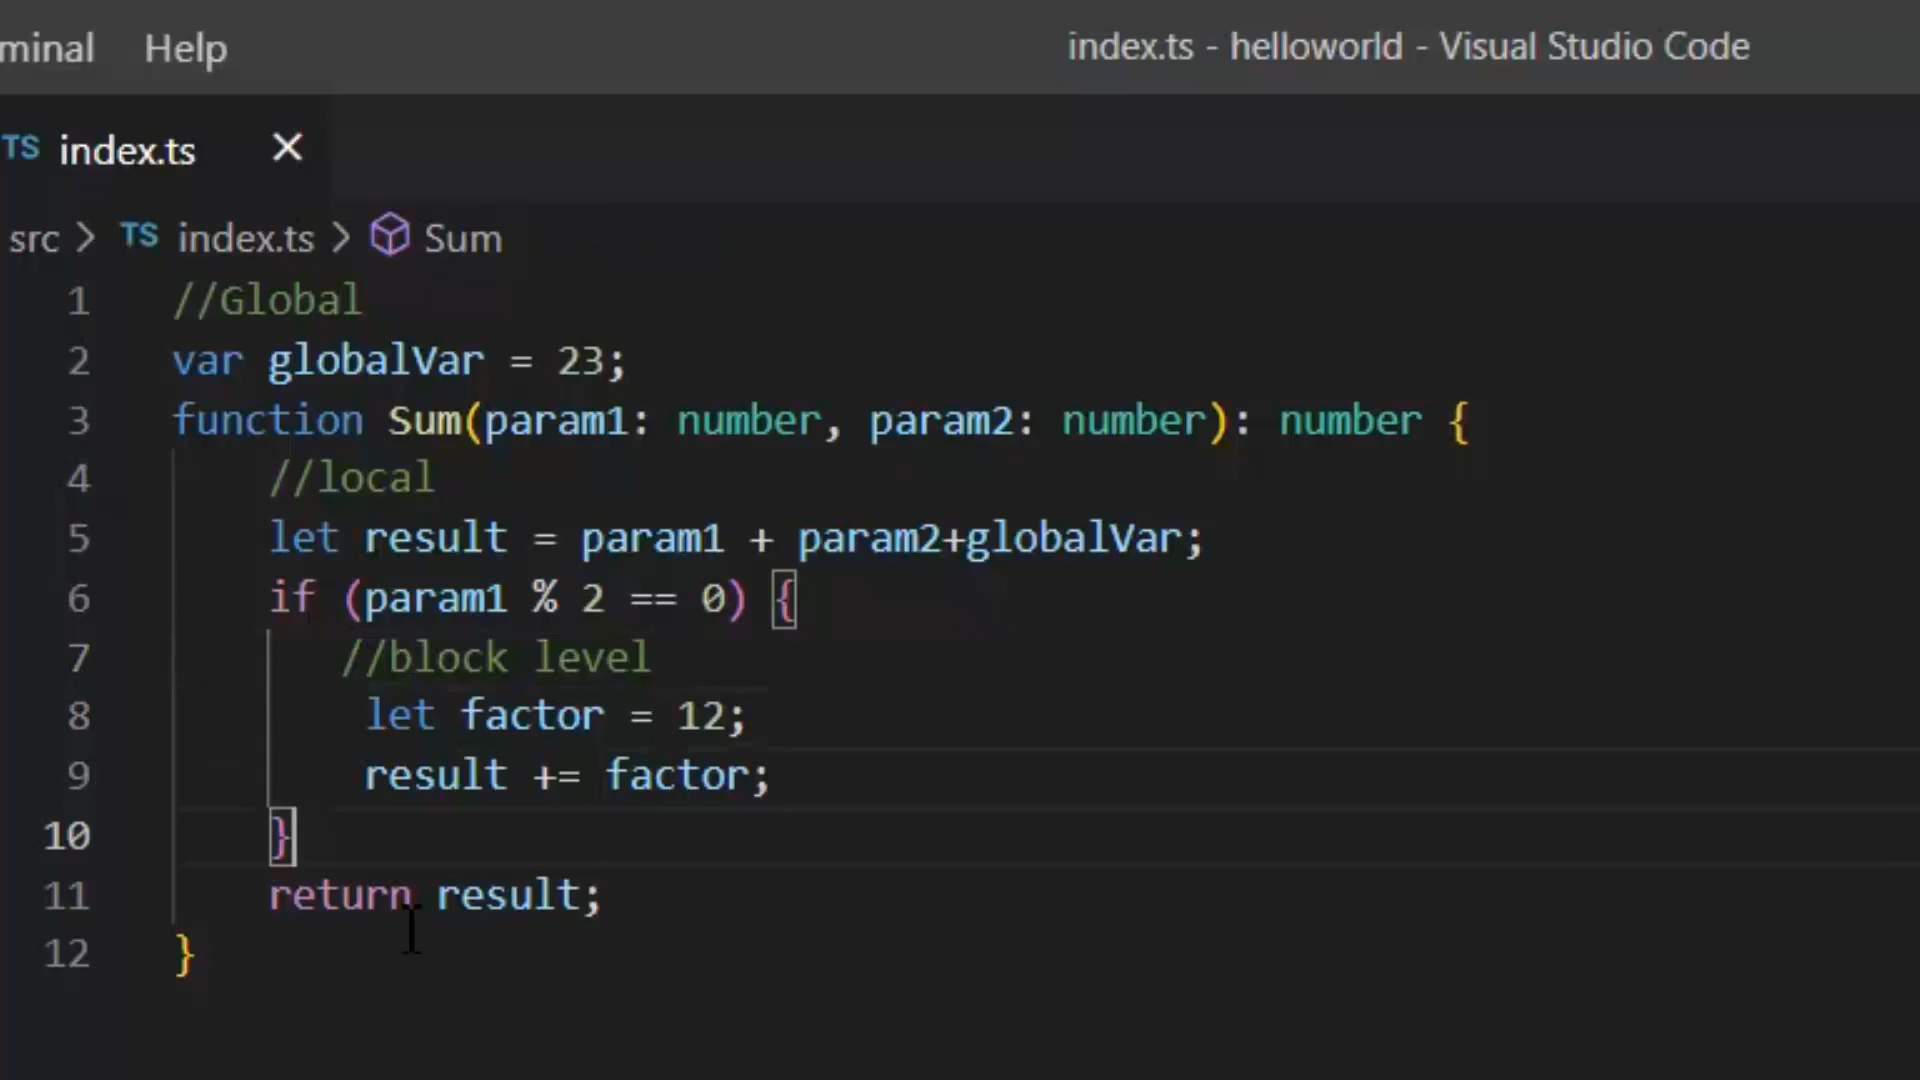 minal Help index.ts - helloworld - Visual Studio Code
TS index.ts
src > TS index.ts > Sum
1 //Global
2 var globalVar = 23;
3 function Sum(param1: number, param2: number): number {
4 //local
5 let result = param1 + param2+globalVar;
6 if (param1 % 2 == 0) {
7 //block level
8 let factor = 12;
9 result += factor;
10 }
11 return result;
12 }